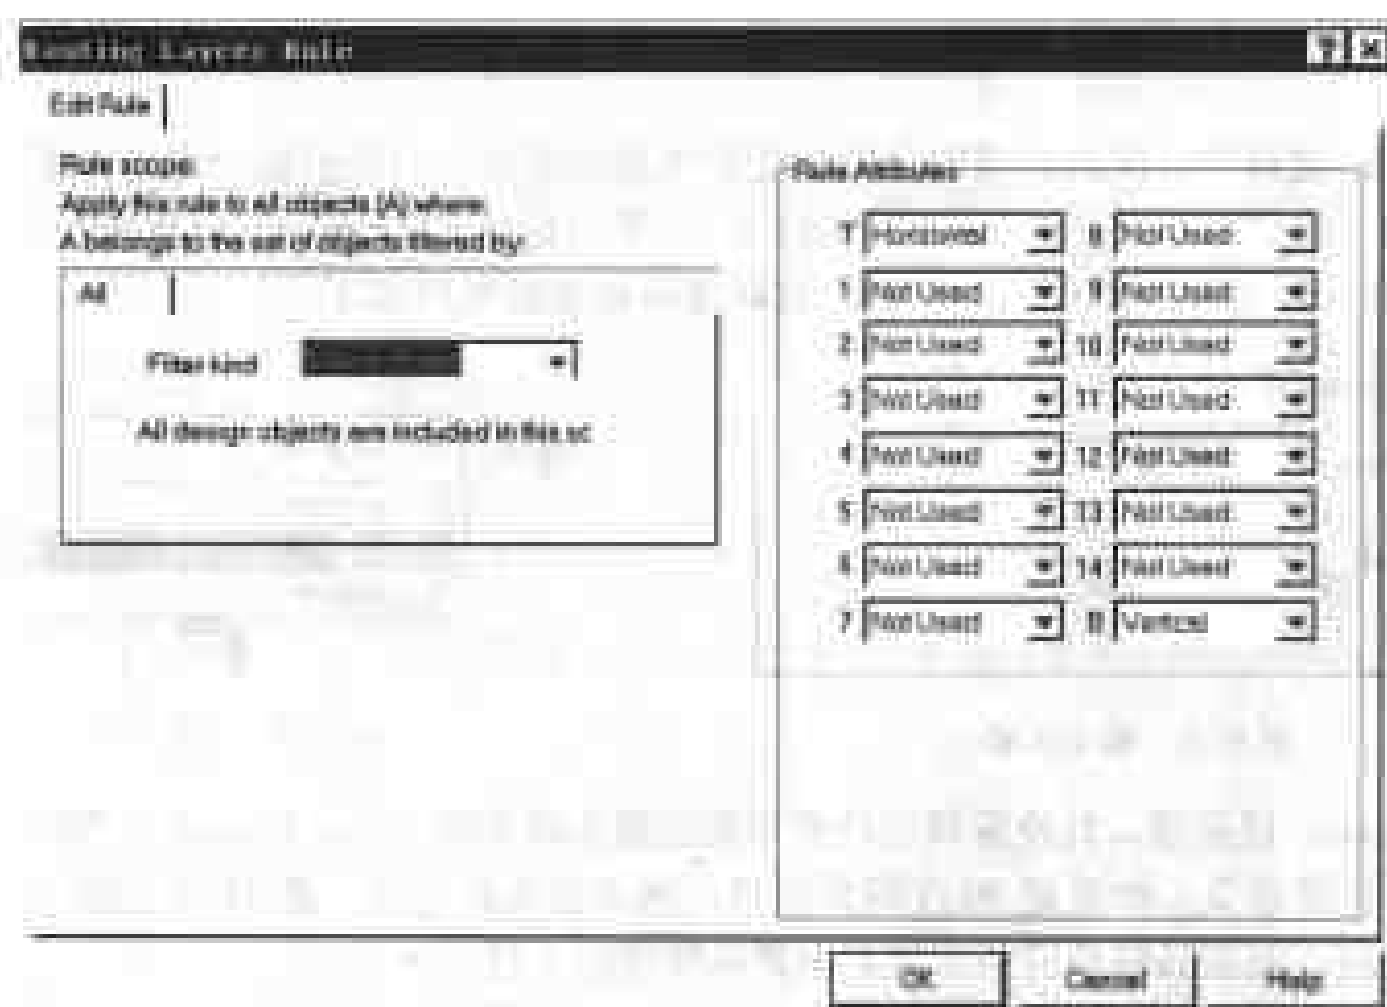 Routing Layers Rule
Edit Rule
Rule scope:
Apply this rule to all objects (A) where:
A belongs to the set of objects filtered by:
All
Filter kind
All design objects are included in this sc
Rule Attributes
T Horizontal 8 Not Used
1 Not Used 9 Not Used
2 Not Used 10 Not Used
3 Not Used 11 Not Used
4 Not Used 12 Not Used
5 Not Used 13 Not Used
6 Not Used 14 Not Used
7 Not Used B Vertical
OK Cancel Help